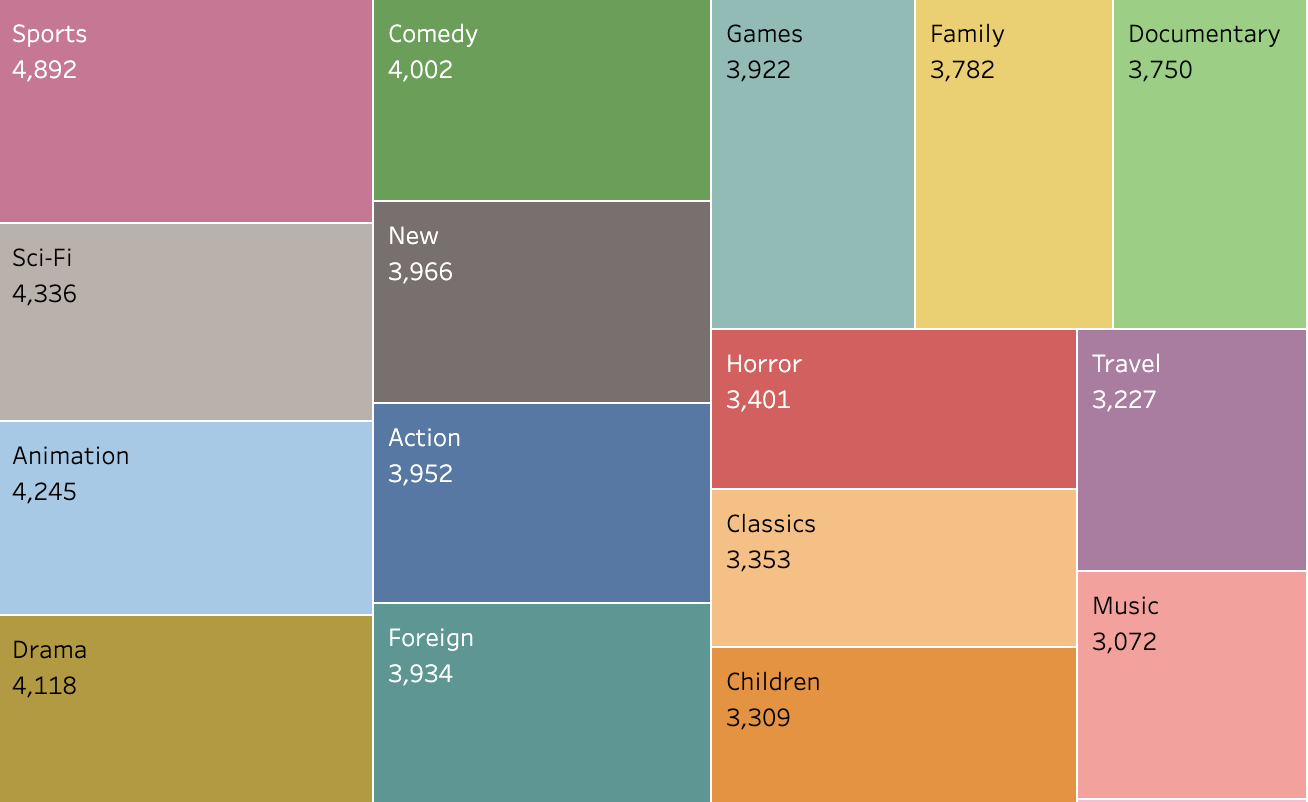 Sports
4,892
Sci-Fi
4,336
Animation
4,245
Drama
4,118
Comedy
4,002
New
3,966
Action
3,952
Foreign
3,934
Games
3,922
Family
3,782
Documentary
3,750
Horror
3,401
Classics
3,353
Children
3,309
Travel
3,227
Music
3,072